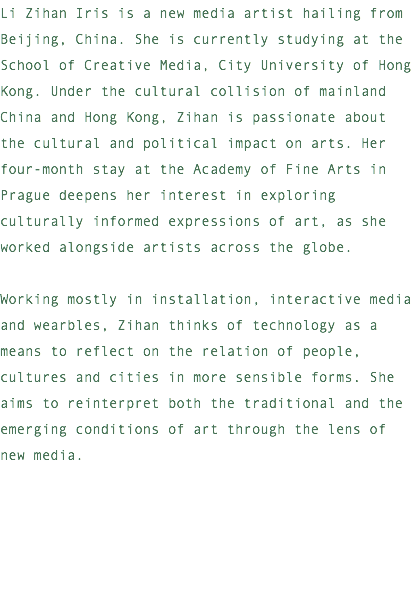 Li Zihan Iris is a new media artist hailing from
Beijing, China. She is currently studying at the
School of Creative Media, City University of Hong
Kong. Under the cultural collision of mainland
China and Hong Kong, Zihan is passionate about
the cultural and political impact on arts. Her
four-month stay at the Academy of Fine Arts in
Prague deepens her interest in exploring
culturally informed expressions of art, as she
worked alongside artists across the globe.

Working mostly in installation, interactive media
and wearbles, Zihan thinks of technology as a
means to reflect on the relation of people,
cultures and cities in more sensible forms. She
aims to reinterpret both the traditional and the
emerging conditions of art through the lens of
new media.